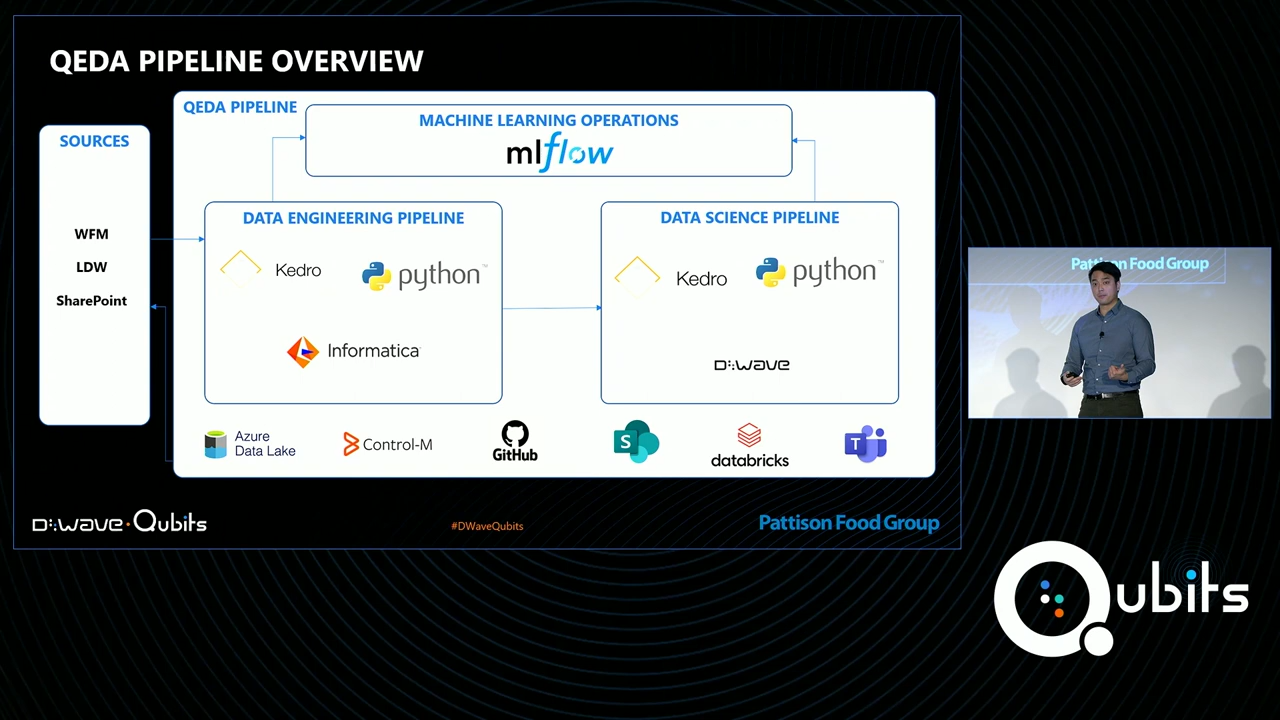 QEDA PIPELINE OVERVIEW
SOURCES
WFM
LDW
SharePoint
QEDA PIPELINE
MACHINE LEARNING OPERATIONS
mlflow
DATA ENGINEERING PIPELINE
Kedro
python™
Informatica
DATA SCIENCE PIPELINE
Kedro
python™
D:wave
Azure
Data Lake
Control-M
GitHub
S
databricks
T
D:wave • Qubits
#DWaveQubits
Pattison Food Group
Pattison Food Group
Qubits